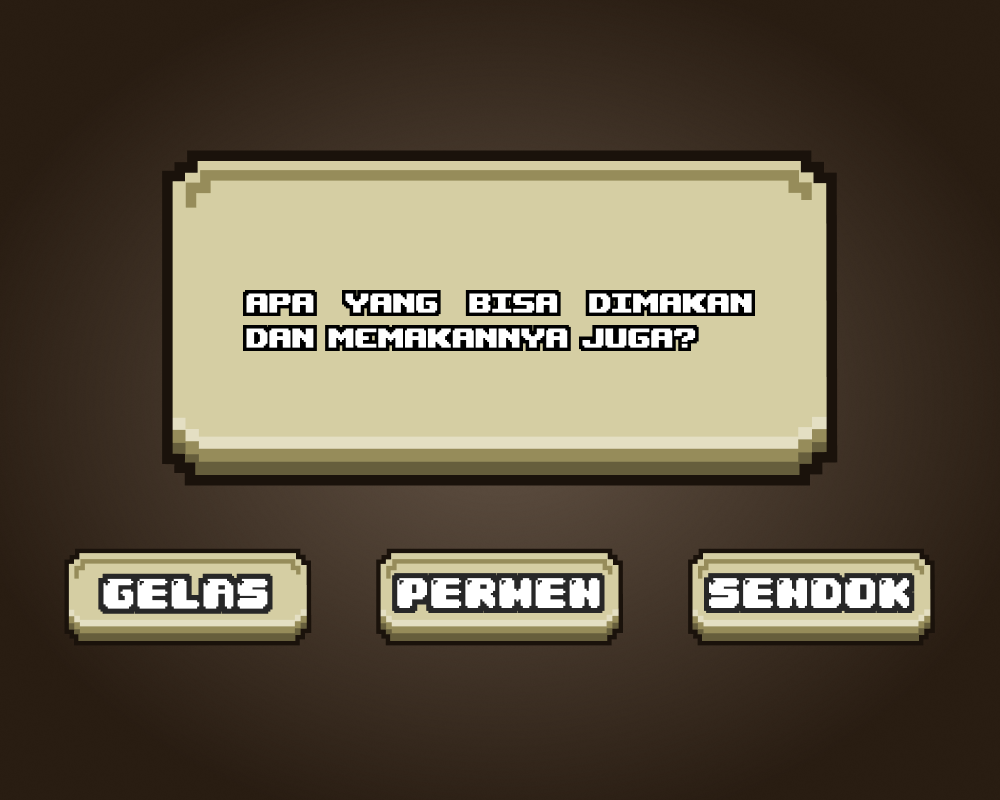 APA YANG BISA DIMAKAN
DAN MEMAKANNYA JUGA?
GELAS
PERMEN
SENDOK